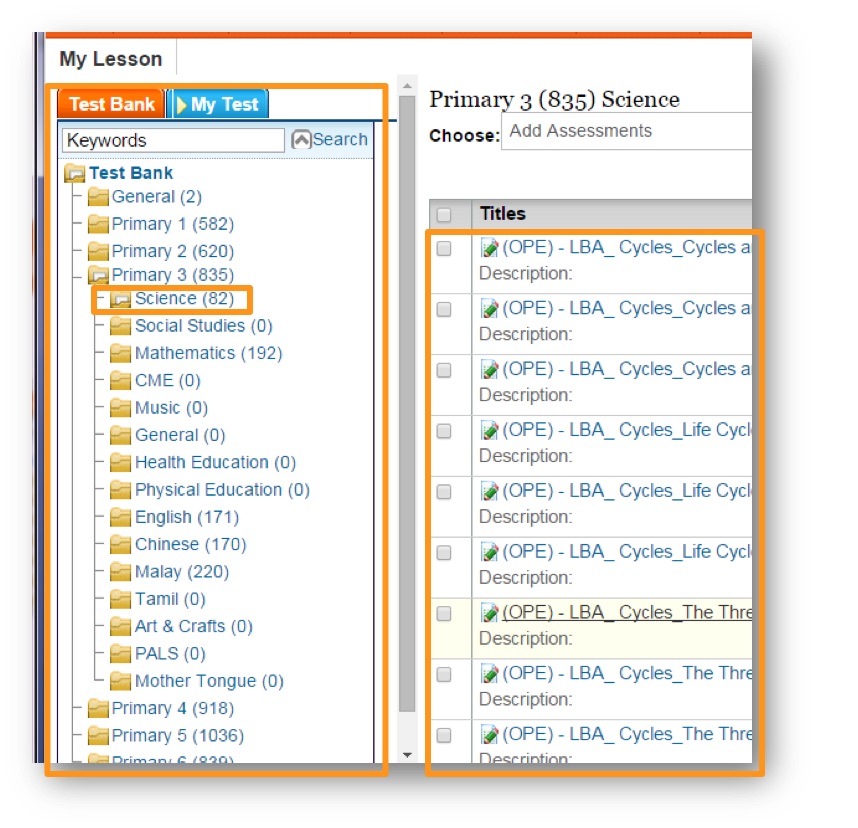 My Lesson
Test Bank
My Test
Keywords
Search
Test Bank
General (2)
Primary 1 (582)
Primary 2 (620)
Primary 3 (835)
Science (82)
Social Studies (0)
Mathematics (192)
CME (0)
Music (0)
General (0)
Health Education (0)
Physical Education (0)
English (171)
Chinese (170)
Malay (220)
Tamil (0)
Art & Crafts (0)
PALS (0)
Mother Tongue (0)
Primary 4 (918)
Primary 5 (1036)
Primary 6 (839)
Primary 3 (835) Science
Choose: Add Assessments
Titles
(OPE) - LBA_ Cycles_Cycles a
Description:
(OPE) - LBA_ Cycles_Cycles a
Description:
(OPE) - LBA_ Cycles_Cycles a
Description:
(OPE) - LBA_ Cycles_Life Cycl
Description:
(OPE) - LBA_ Cycles_Life Cycl
Description:
(OPE) - LBA_ Cycles_Life Cycl
Description:
(OPE) - LBA_ Cycles_The Thre
Description:
(OPE) - LBA_ Cycles_The Thre
Description:
(OPE) - LBA_ Cycles_The Thre
Description: